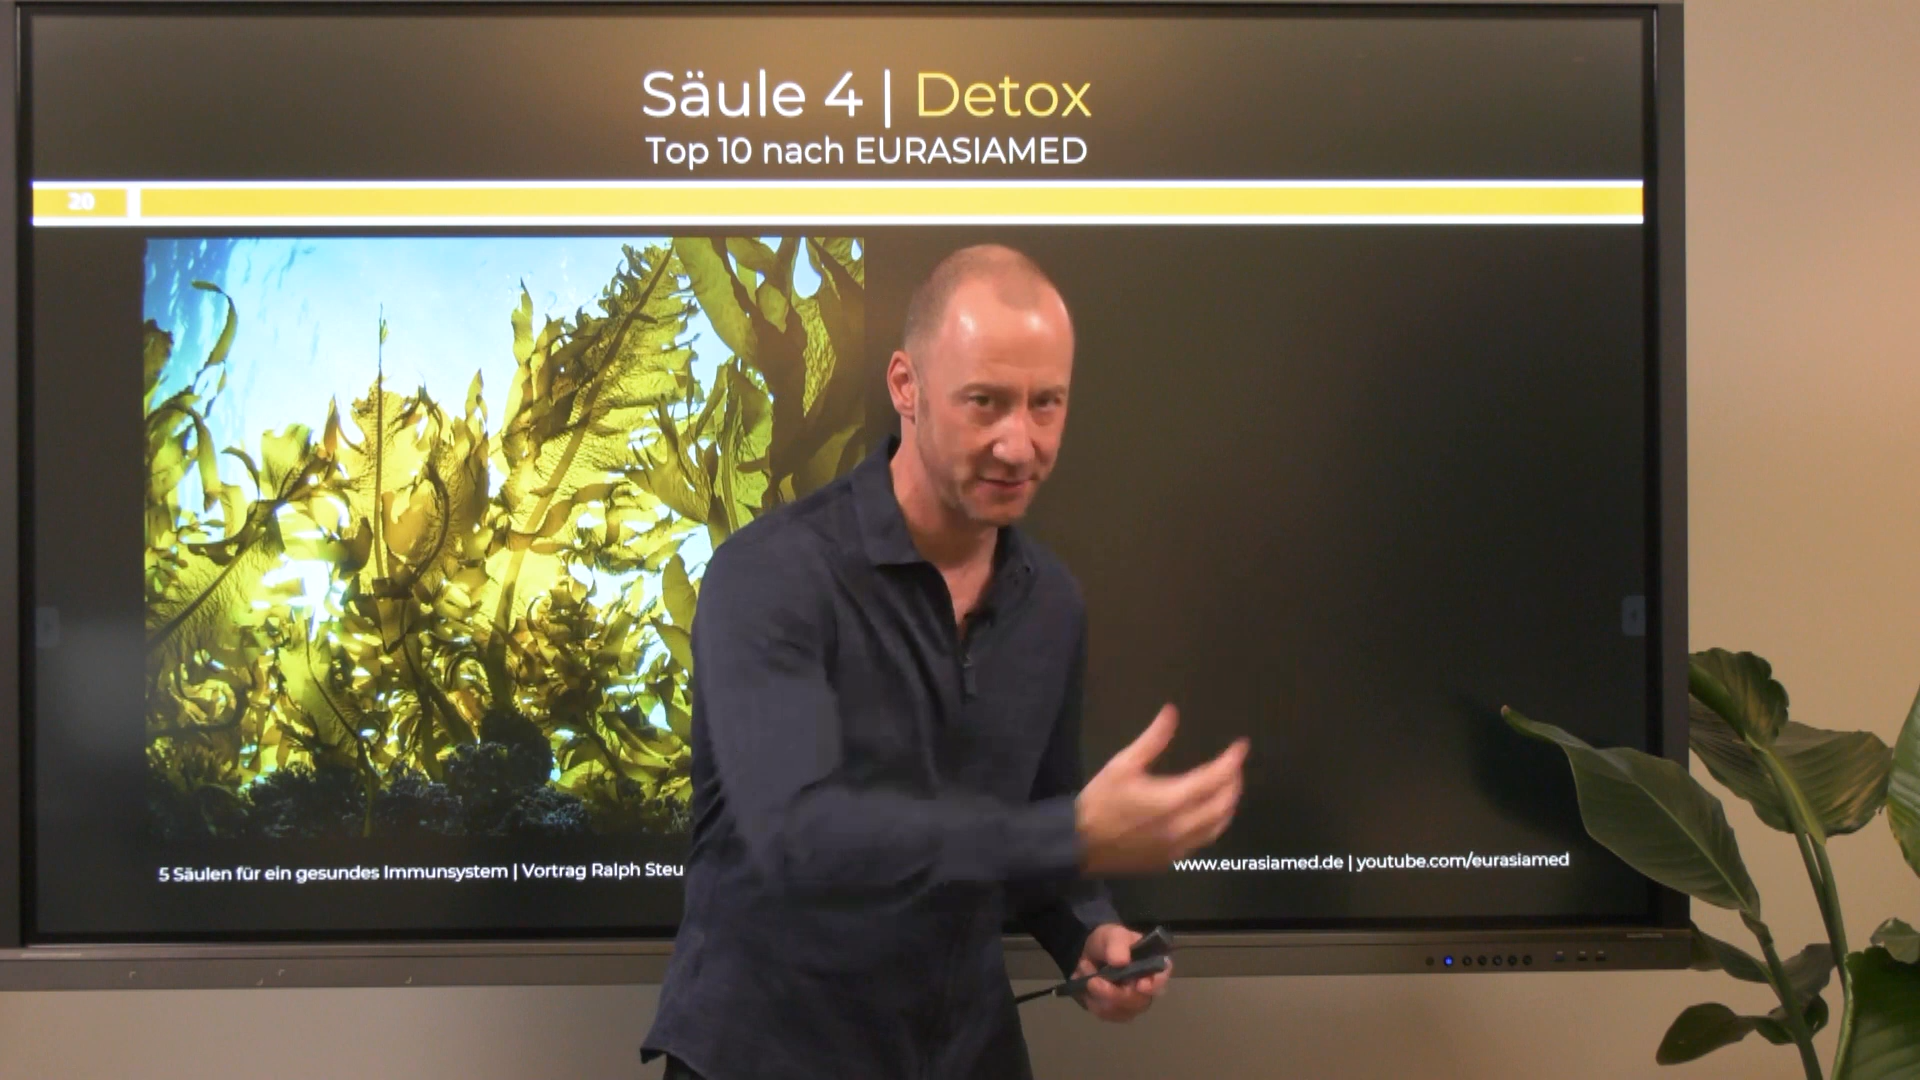 Säule 4 | Detox
Top 10 nach EURASIAMED
20
5 Säulen für ein gesundes Immunsystem | Vortrag Ralph
www.eurasiamed.de | youtube.com/eurasiamed